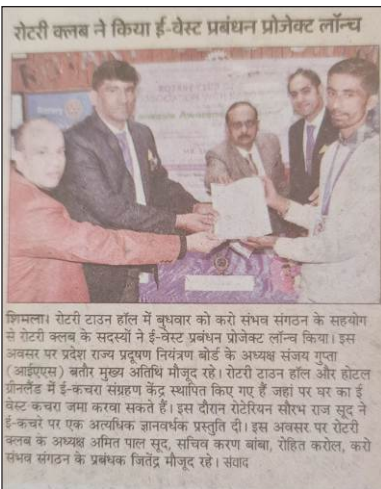 रोटरी क्लब ने किया ई-वेस्ट प्रबंधन प्रोजेक्ट लॉन्च
शिमला। रोटरी टाउन हॉल में बुधवार को करो संभव संगठन के सहयोग
से रोटरी क्लब के सदस्यों ने ई-वेस्ट प्रबंधन प्रोजेक्ट लॉन्च किया। इस
अवसर पर प्रदेश राज्य प्रदूषण नियंत्रण बोर्ड के अध्यक्ष संजय गुप्ता
(आईएएस) बतौर मुख्य अतिथि मौजूद रहे। रोटरी टाउन हॉल और होटल
ग्रीनलैंड में ई-कचरा संग्रहण केंद्र स्थापित किए गए हैं जहां पर घर का ई
वेस्ट कचरा जमा करवा सकते हैं। इस दौरान रोटेरियन सौरभ राज सूद ने
ई-कचरे पर एक अत्यधिक ज्ञानवर्धक प्रस्तुति दी। इस अवसर पर रोटरी
क्लब के अध्यक्ष अमित पाल सूद, सचिव करण बांबा, रोहित करोल, करो
संभव संगठन के प्रबंधक जितेंद्र मौजूद रहे। संवाद